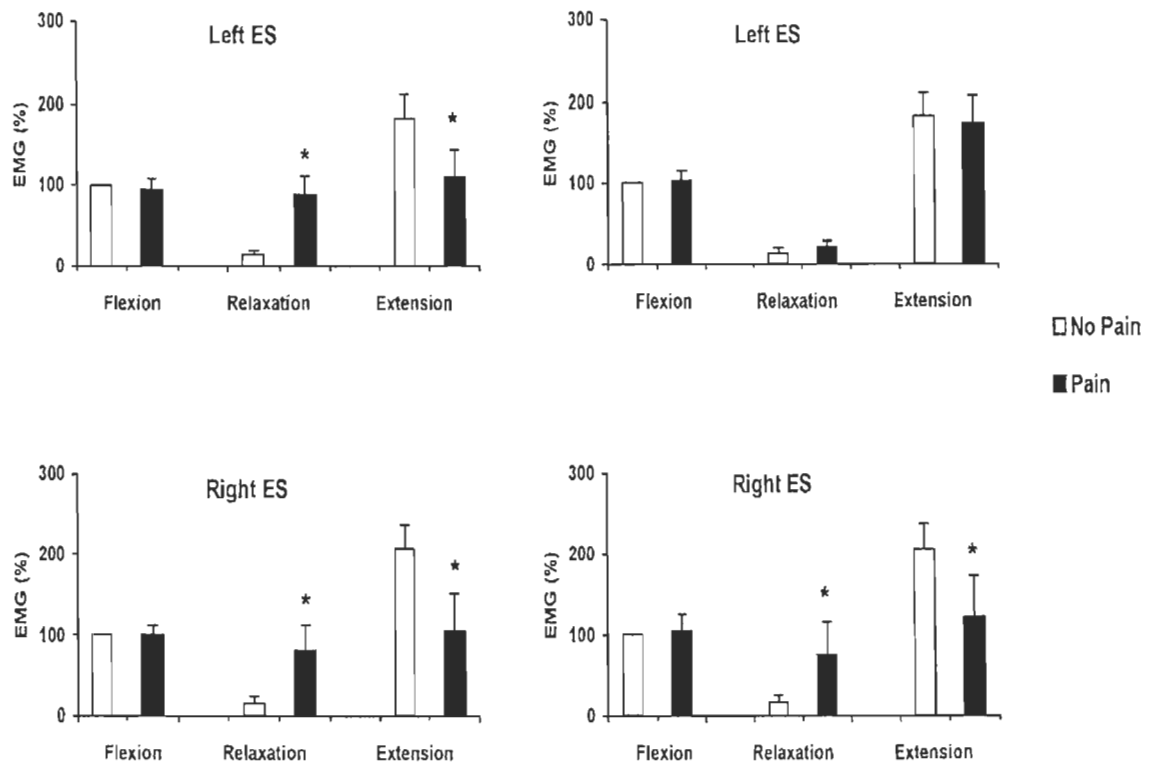 Left ES
EMG (%)
300
200
100
0
*
*
Flexion Relaxation Extension
Left ES
EMG (%)
300
200
100
0
Flexion Relaxation Extension
No Pain
Pain
Right ES
EMG (%)
300
200
100
0
*
*
Flexion Relaxation Extension
Right ES
EMG (%)
300
200
100
0
*
*
Flexion Relaxation Extension